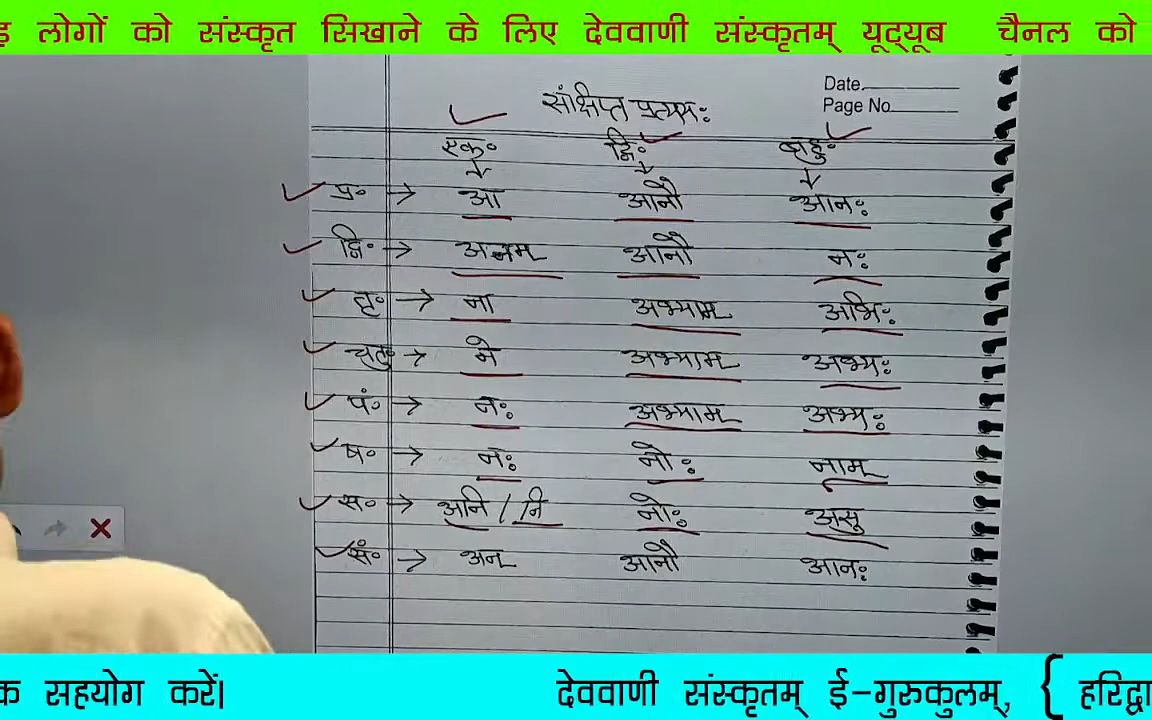 लोगों को संस्कृत सिखाने के लिए देववाणी संस्कृतम् यूट्यूब चैनल को
Date
Page No
संक्षिप्त प्रत्ययः
एक॰ द्वि॰ बहु॰
प्र॰ → आ आनौ आनः
द्वि॰ → अनम् आनौ नः
तृ॰ → ना अभ्याम् अभिः
चतु॰ → ने अभ्याम् अभ्यः
पं॰ → नः अभ्याम् अभ्यः
ष॰ → नः नोः नाम्
स॰ → अनि / नि नोः असु
सं॰ → अन् आनौ आनः
सहयोग करें। देववाणी संस्कृतम् ई-गुरुकुलम्, {